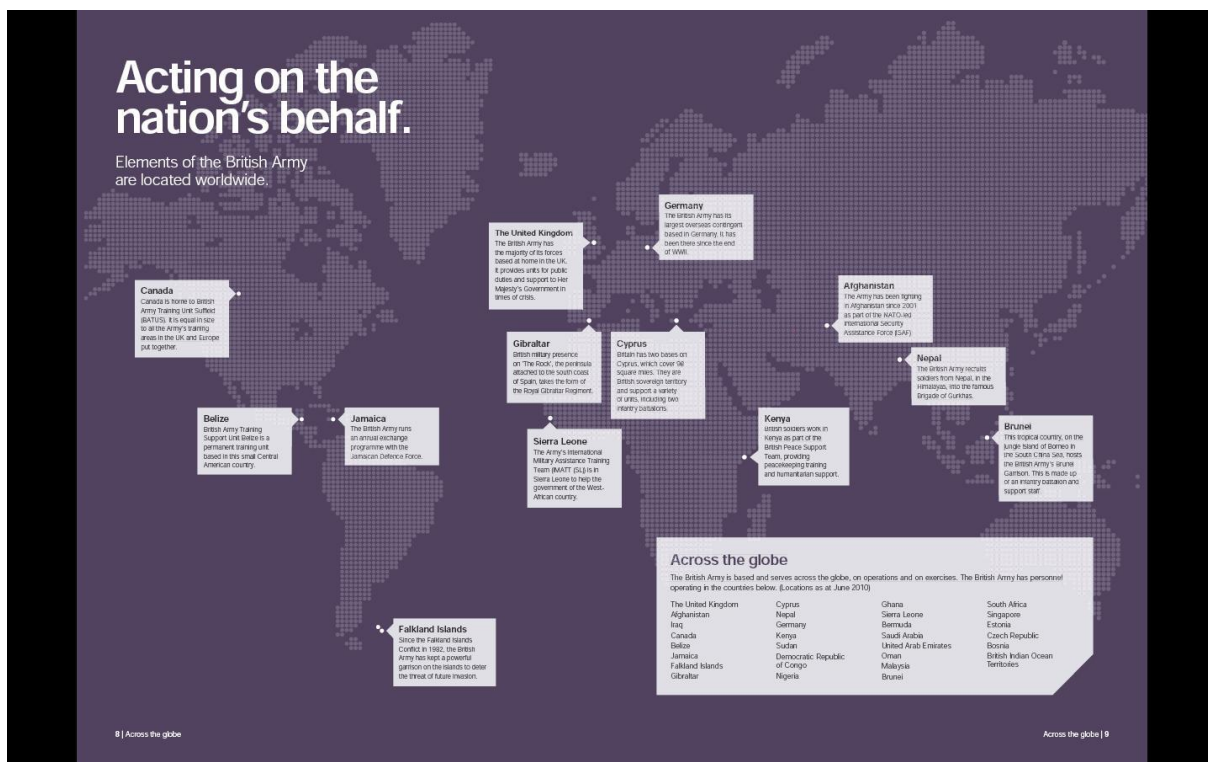 Acting on the
nation's behalf.
Elements of the British Army
are located worldwide.
Germany
The British Army has its
largest overseas contingent
based in Germany. It has
been there since the end
of WWII.
The United Kingdom
The British Army has
the majority of its forces
based at home in the UK.
It provides units for public
duties and support to Her
Majesty's Government in
times of crisis.
Canada
Canada is home to British
Army Training Unit Suffield
(BATUS). It is equal in size
to all the Army's training
areas in the UK and Europe
put together.
Afghanistan
The Army has been fighting
in Afghanistan since 2001
as part of the NATO-led
International Security
Assistance Force (ISAF).
Gibraltar
British military presence
on 'The Rock', the peninsula
attached to the south coast
of Spain, takes the form of
the Royal Gibraltar Regiment.
Cyprus
Britain has two bases on
Cyprus, which cover 98
square miles. They are
British sovereign territory
and support a variety
of units, including two
infantry battalions.
Nepal
The British Army recruits
soldiers from Nepal, in the
Himalayas, into the famous
Brigade of Gurkhas.
Belize
British Army Training
Support Unit Belize is a
permanent training unit
based in this small Central
American country.
Jamaica
The British Army runs
an annual exchange
programme with the
Jamaican Defence Force.
Sierra Leone
The Army's International
Military Assistance Training
Team (IMATT (SL)) is in
Sierra Leone to help the
government of the West-
African country.
Kenya
British soldiers work in
Kenya as part of the
British Peace Support
Team, providing
peacekeeping training
and humanitarian support.
Brunei
This tropical country, on the
jungle island of Borneo in
the South China Sea, hosts
the British Army's Brunei
Garrison. This is made up
of an infantry battalion and
support staff.
Falkland Islands
Since the Falkland Islands
Conflict in 1982, the British
Army has kept a powerful
garrison on the islands to deter
the threat of future invasion.
Across the globe
The British Army is based and serves across the globe, on operations and on exercises. The British Army has personnel
operating in the countries below. (Locations as at June 2010)
The United Kingdom
Afghanistan
Iraq
Canada
Belize
Jamaica
Falkland Islands
Gibraltar
Cyprus
Nepal
Germany
Kenya
Sudan
Democratic Republic
of Congo
Nigeria
Ghana
Sierra Leone
Bermuda
Saudi Arabia
United Arab Emirates
Oman
Malaysia
Brunei
South Africa
Singapore
Estonia
Czech Republic
Bosnia
British Indian Ocean
Territories
8 | Across the globe
Across the globe | 9